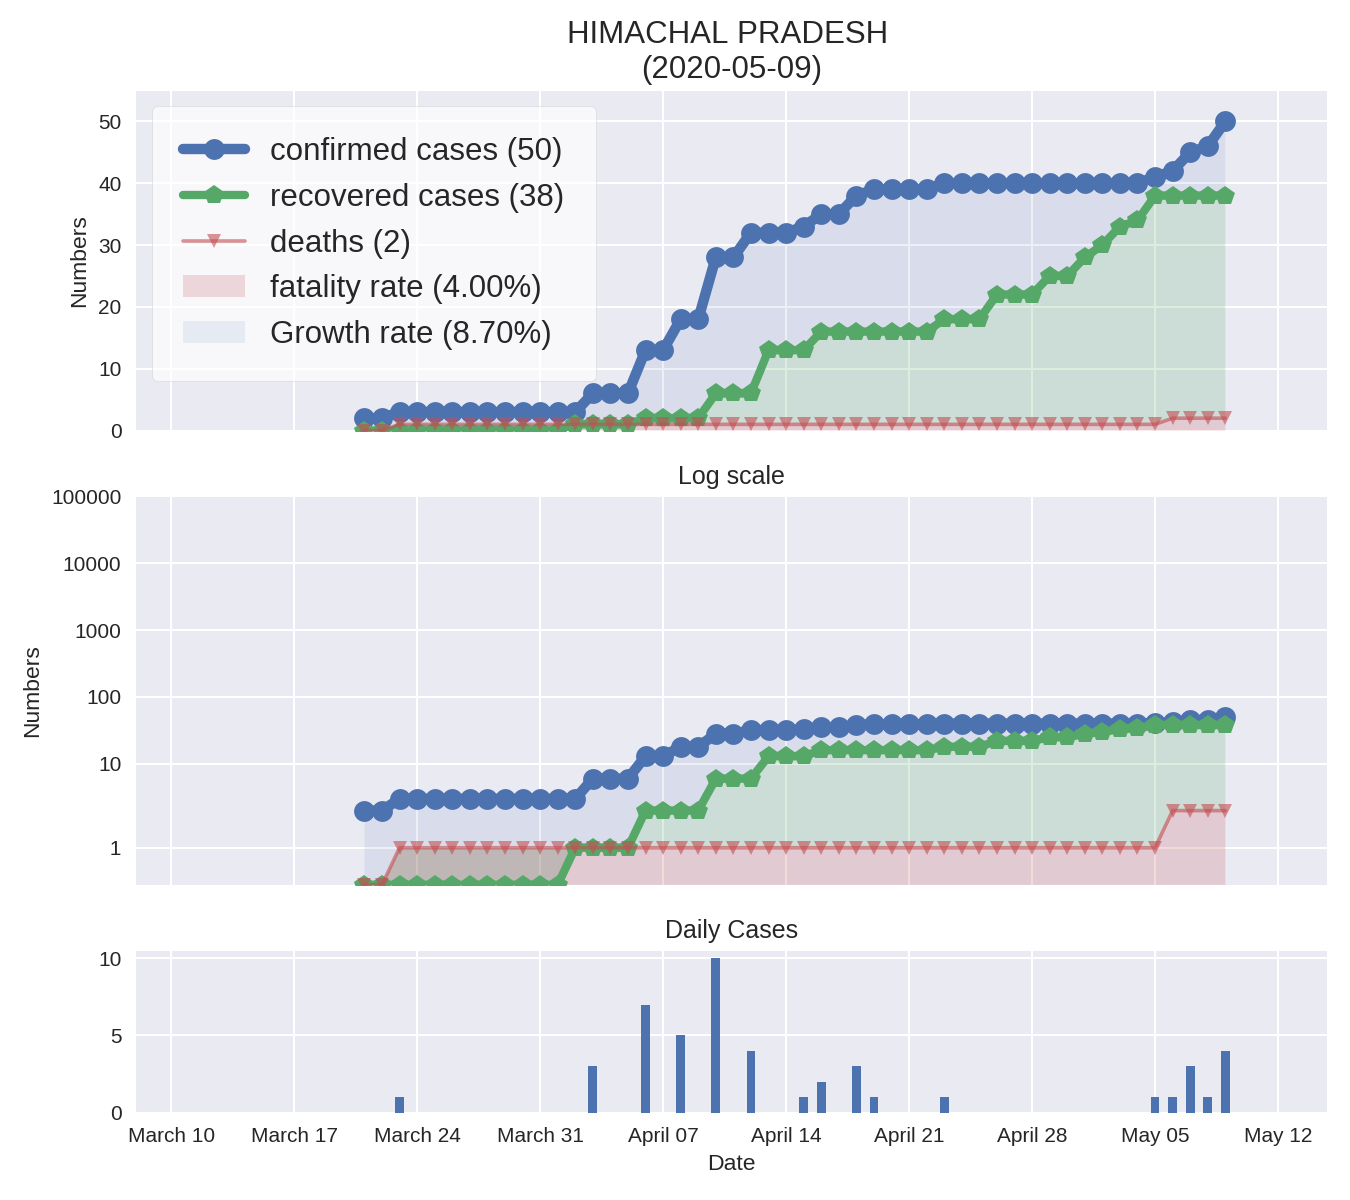 HIMACHAL PRADESH
(2020-05-09)
50
40
30
20
10
0
Numbers
confirmed cases (50)
recovered cases (38)
deaths (2)
fatality rate (4.00%)
Growth rate (8.70%)
Log scale
100000
10000
1000
100
10
1
Numbers
Daily Cases
10
5
0
March 10 March 17 March 24 March 31 April 07 April 14 April 21 April 28 May 05 May 12
Date